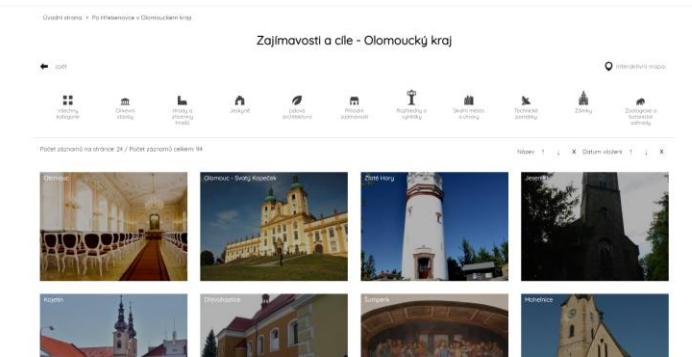 Úvodní strana > Po Hřebenovce v Olomouckém kraji
Zajímavosti a cíle - Olomoucký kraj
zpět
Interaktivní mapa
všechny kategorie
Církevní stavby
Hrady a zříceniny hradů
Jeskyně
Lidová architektura
Přírodní zajímavosti
Rozhledny a vyhlídky
Skalní města a útvary
Technické památky
Zámky
Zoologické a botanické zahrady
Počet záznamů na stránce: 24 / Počet záznamů celkem: 94
Název ↑ ↓ X Datum vložení ↑ ↓ X
Olomouc
Olomouc - Svatý Kopeček
Zlaté Hory
Jeseník
Kojetín
Dřevohostice
Šumperk
Mohelnice